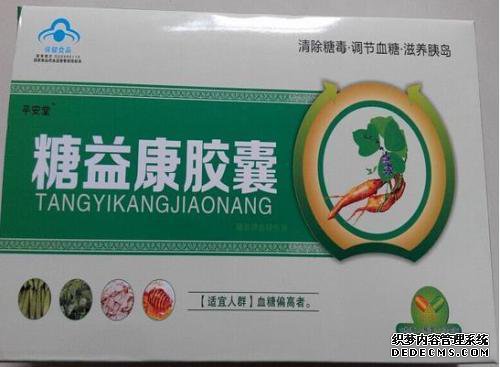 保健食品
清除糖毒·调节血糖·滋养胰岛
平安堂
糖益康胶囊
TANGYIKANGJIAONANG
【适宜人群】血糖偏高者。
织梦内容管理系统
DEDECMS.COM